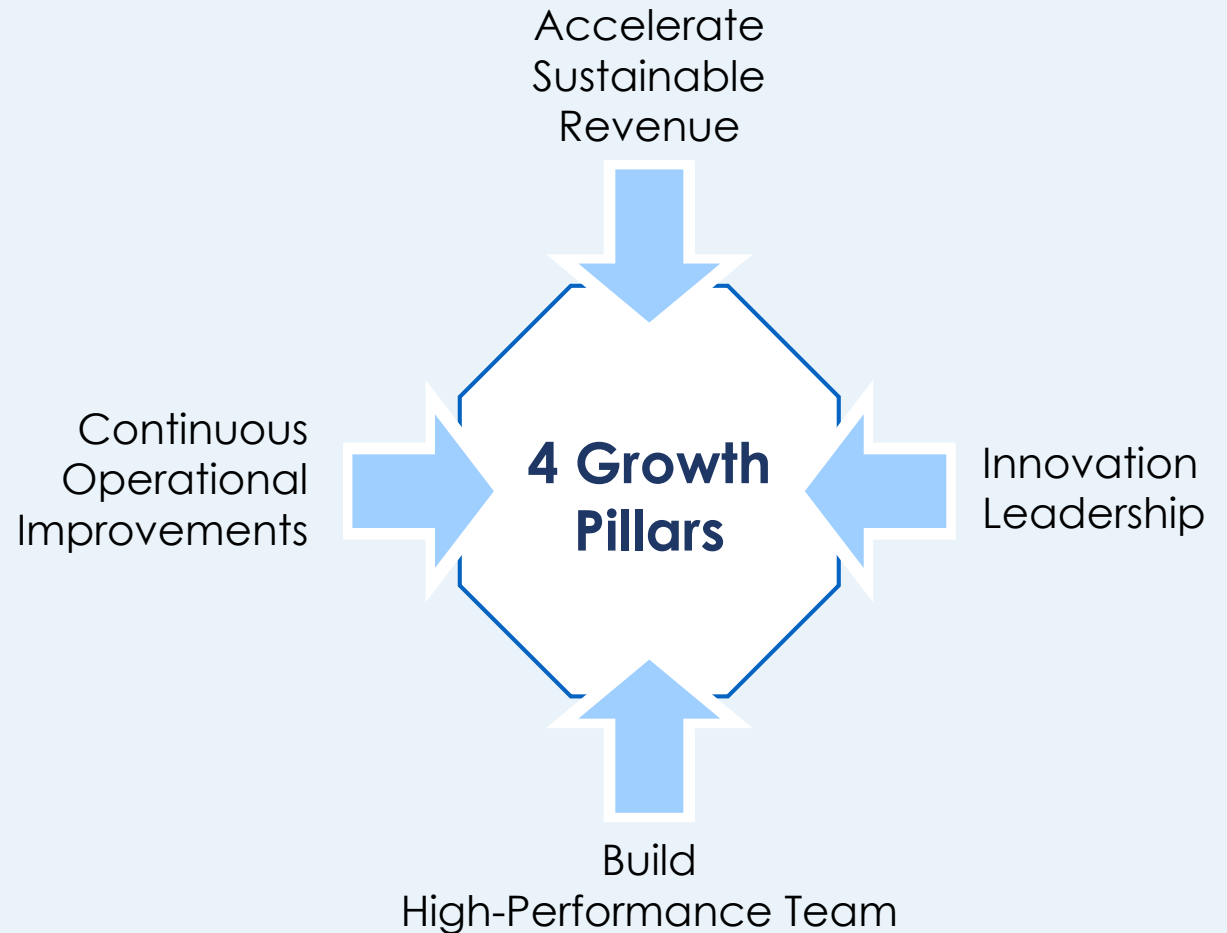 Accelerate
Sustainable
Revenue
Continuous
Operational
Improvements
4 Growth
Pillars
Innovation
Leadership
Build
High-Performance Team